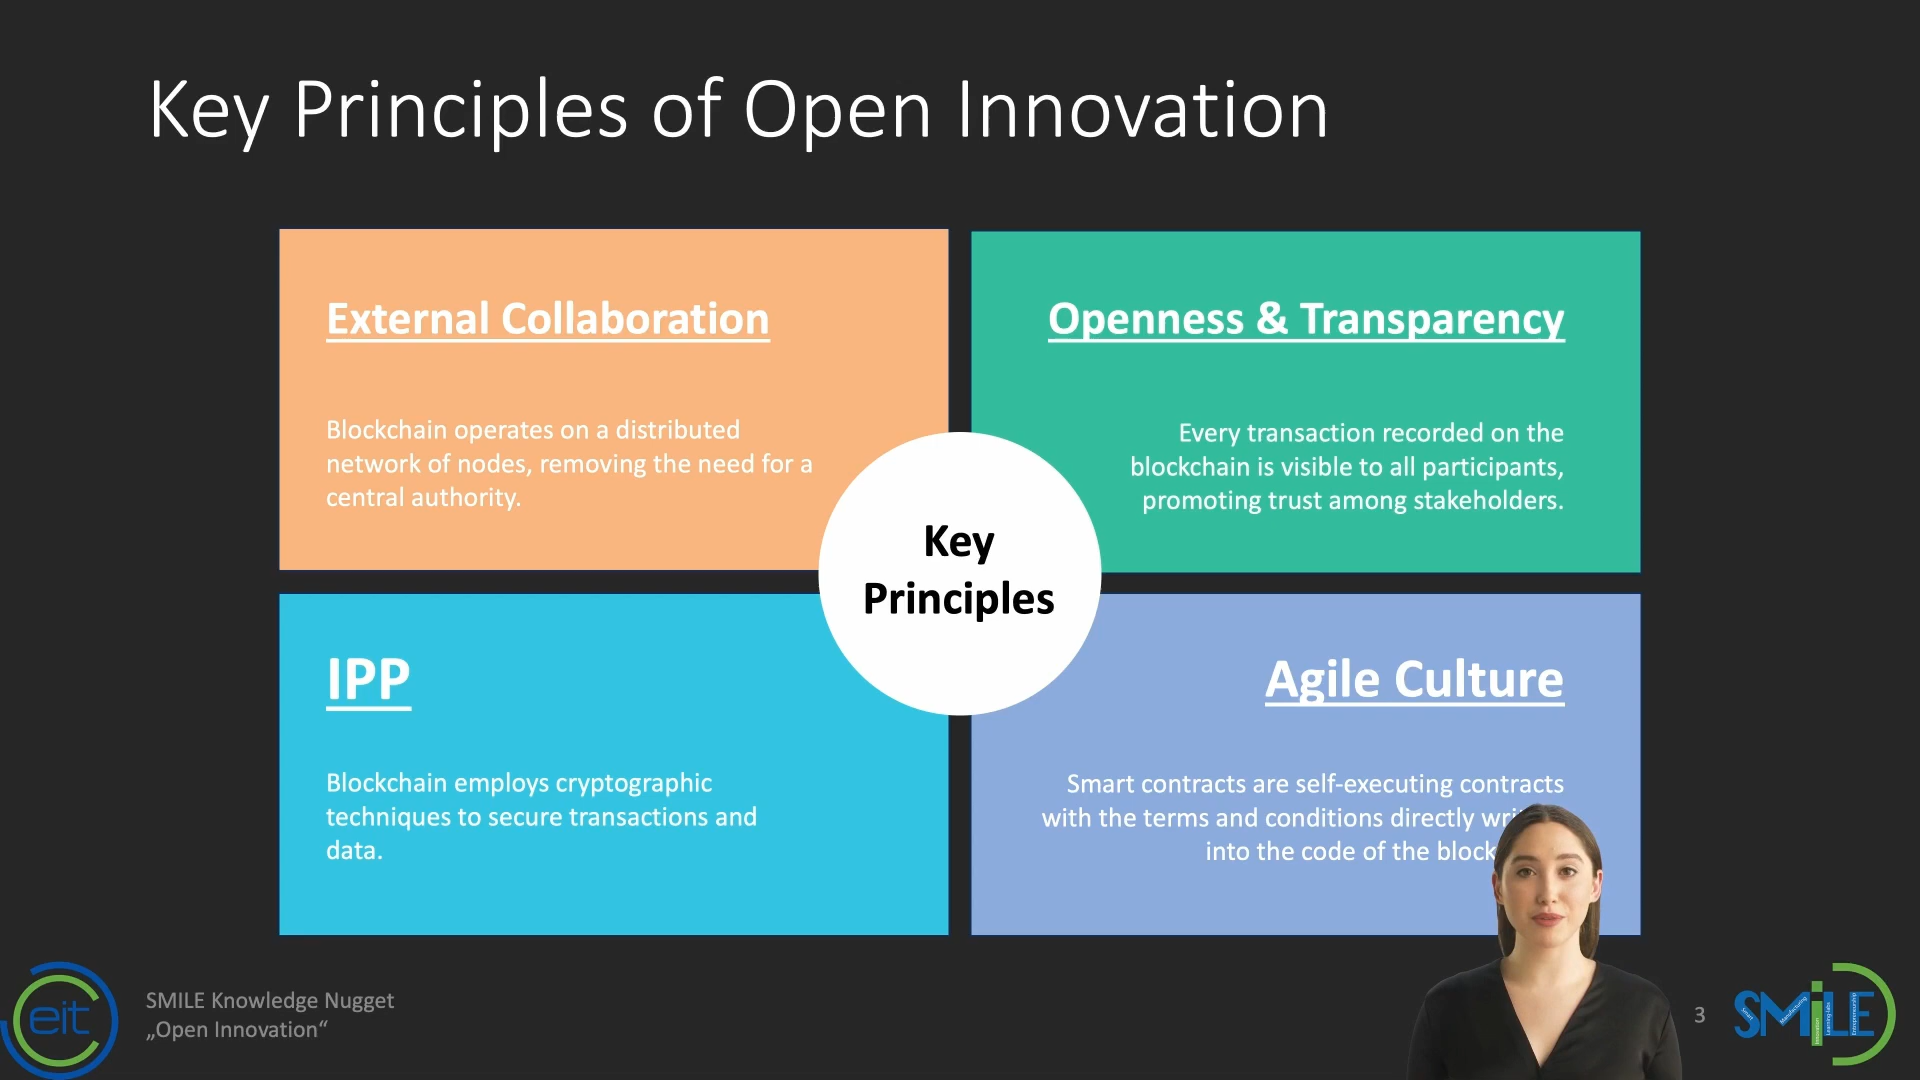 Key Principles of Open Innovation
External Collaboration
Blockchain operates on a distributed
network of nodes, removing the need for a
central authority.
Openness & Transparency
Every transaction recorded on the
blockchain is visible to all participants,
promoting trust among stakeholders.
Key
Principles
IPP
Blockchain employs cryptographic
techniques to secure transactions and
data.
Agile Culture
Smart contracts are self-executing contracts
with the terms and conditions directly
into the code of the
eit
SMILE Knowledge Nugget
„Open Innovation“
3
SMiLE